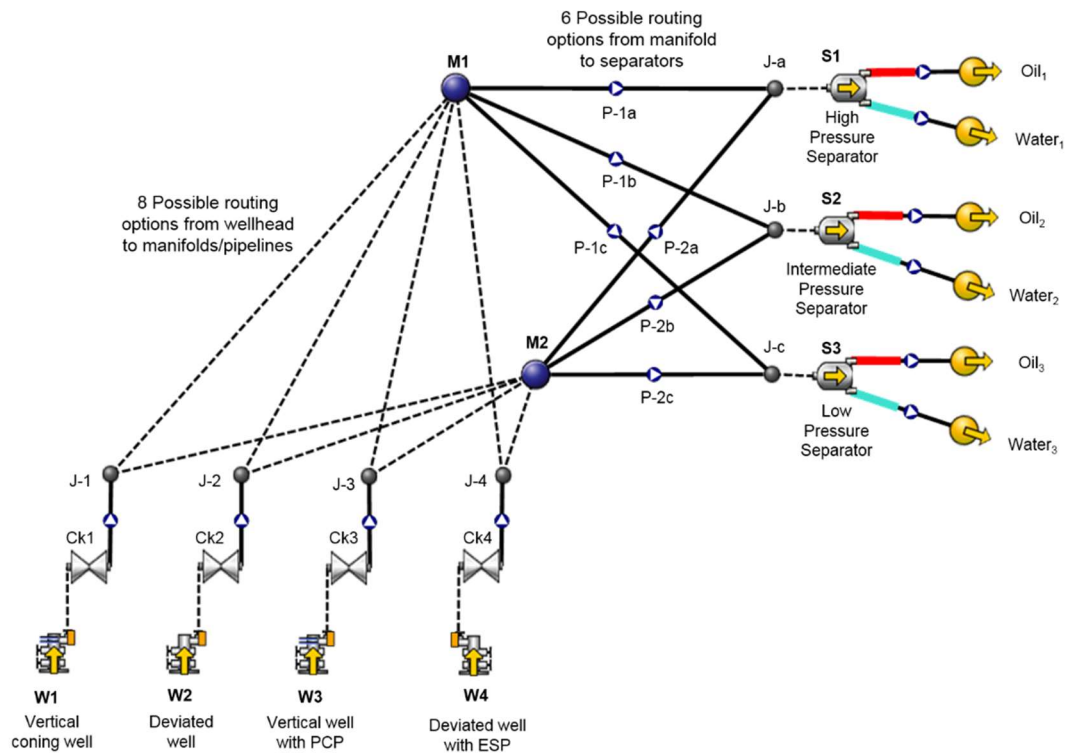 6 Possible routing
options from manifold
to separators
M1
J-a
S1
Oil₁
P-1a
High
Pressure
Separator
Water₁
P-1b
8 Possible routing
options from wellhead
to manifolds/pipelines
J-b
S2
Oil₂
P-1c
P-2a
Intermediate
Pressure
Separator
Water₂
P-2b
M2
J-c
S3
Oil₃
P-2c
Low
Pressure
Separator
Water₃
J-1
J-2
J-3
J-4
Ck1
Ck2
Ck3
Ck4
W1
Vertical
coning well
W2
Deviated
well
W3
Vertical well
with PCP
W4
Deviated well
with ESP